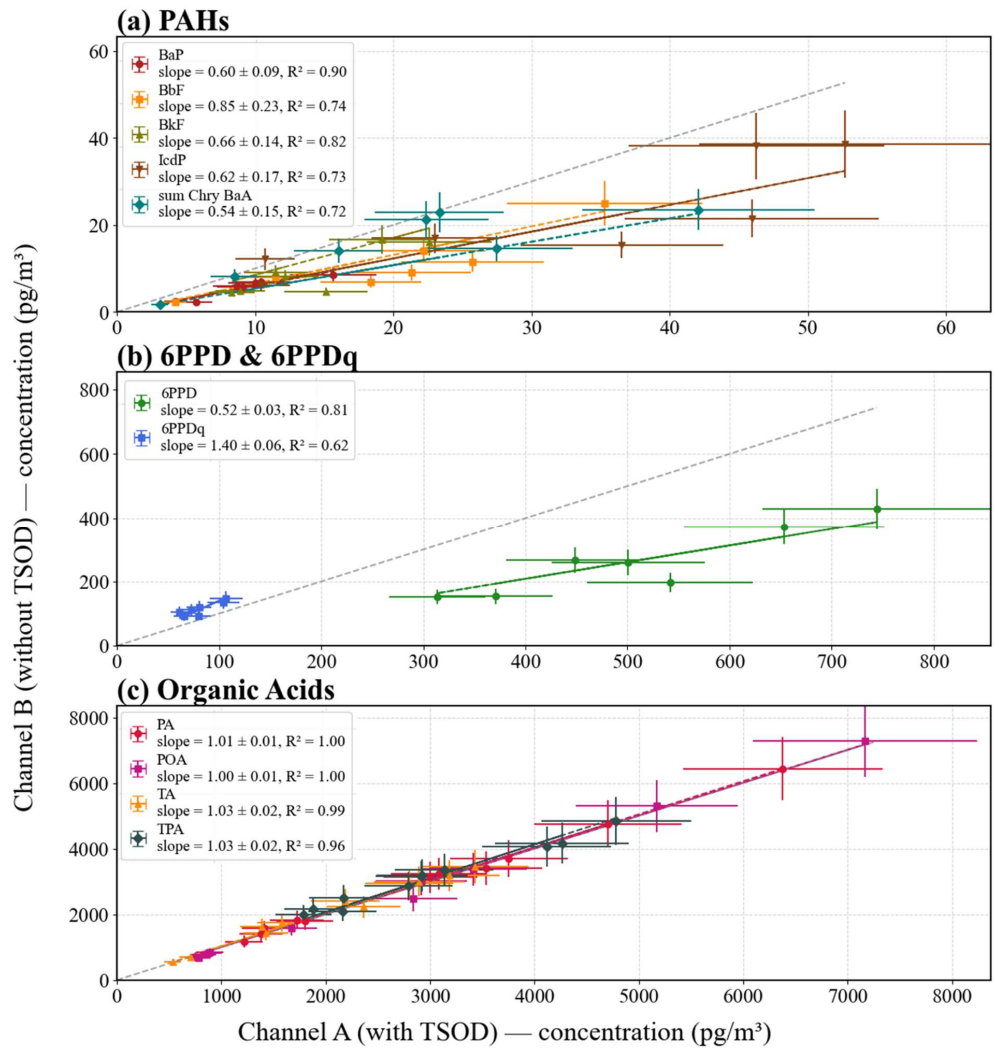 (a) PAHs
60
40
20
0
BaP
slope = 0.60 ± 0.09, R² = 0.90
BbF
slope = 0.85 ± 0.23, R² = 0.74
BkF
slope = 0.66 ± 0.14, R² = 0.82
IcdP
slope = 0.62 ± 0.17, R² = 0.73
sum Chry BaA
slope = 0.54 ± 0.15, R² = 0.72
0 10 20 30 40 50 60
(b) 6PPD & 6PPDq
800
600
400
200
0
6PPD
slope = 0.52 ± 0.03, R² = 0.81
6PPDq
slope = 1.40 ± 0.06, R² = 0.62
0 100 200 300 400 500 600 700 800
(c) Organic Acids
8000
6000
4000
2000
0
PA
slope = 1.01 ± 0.01, R² = 1.00
POA
slope = 1.00 ± 0.01, R² = 1.00
TA
slope = 1.03 ± 0.02, R² = 0.99
TPA
slope = 1.03 ± 0.02, R² = 0.96
0 1000 2000 3000 4000 5000 6000 7000 8000
Channel B (without TSOD) — concentration (pg/m³)
Channel A (with TSOD) — concentration (pg/m³)